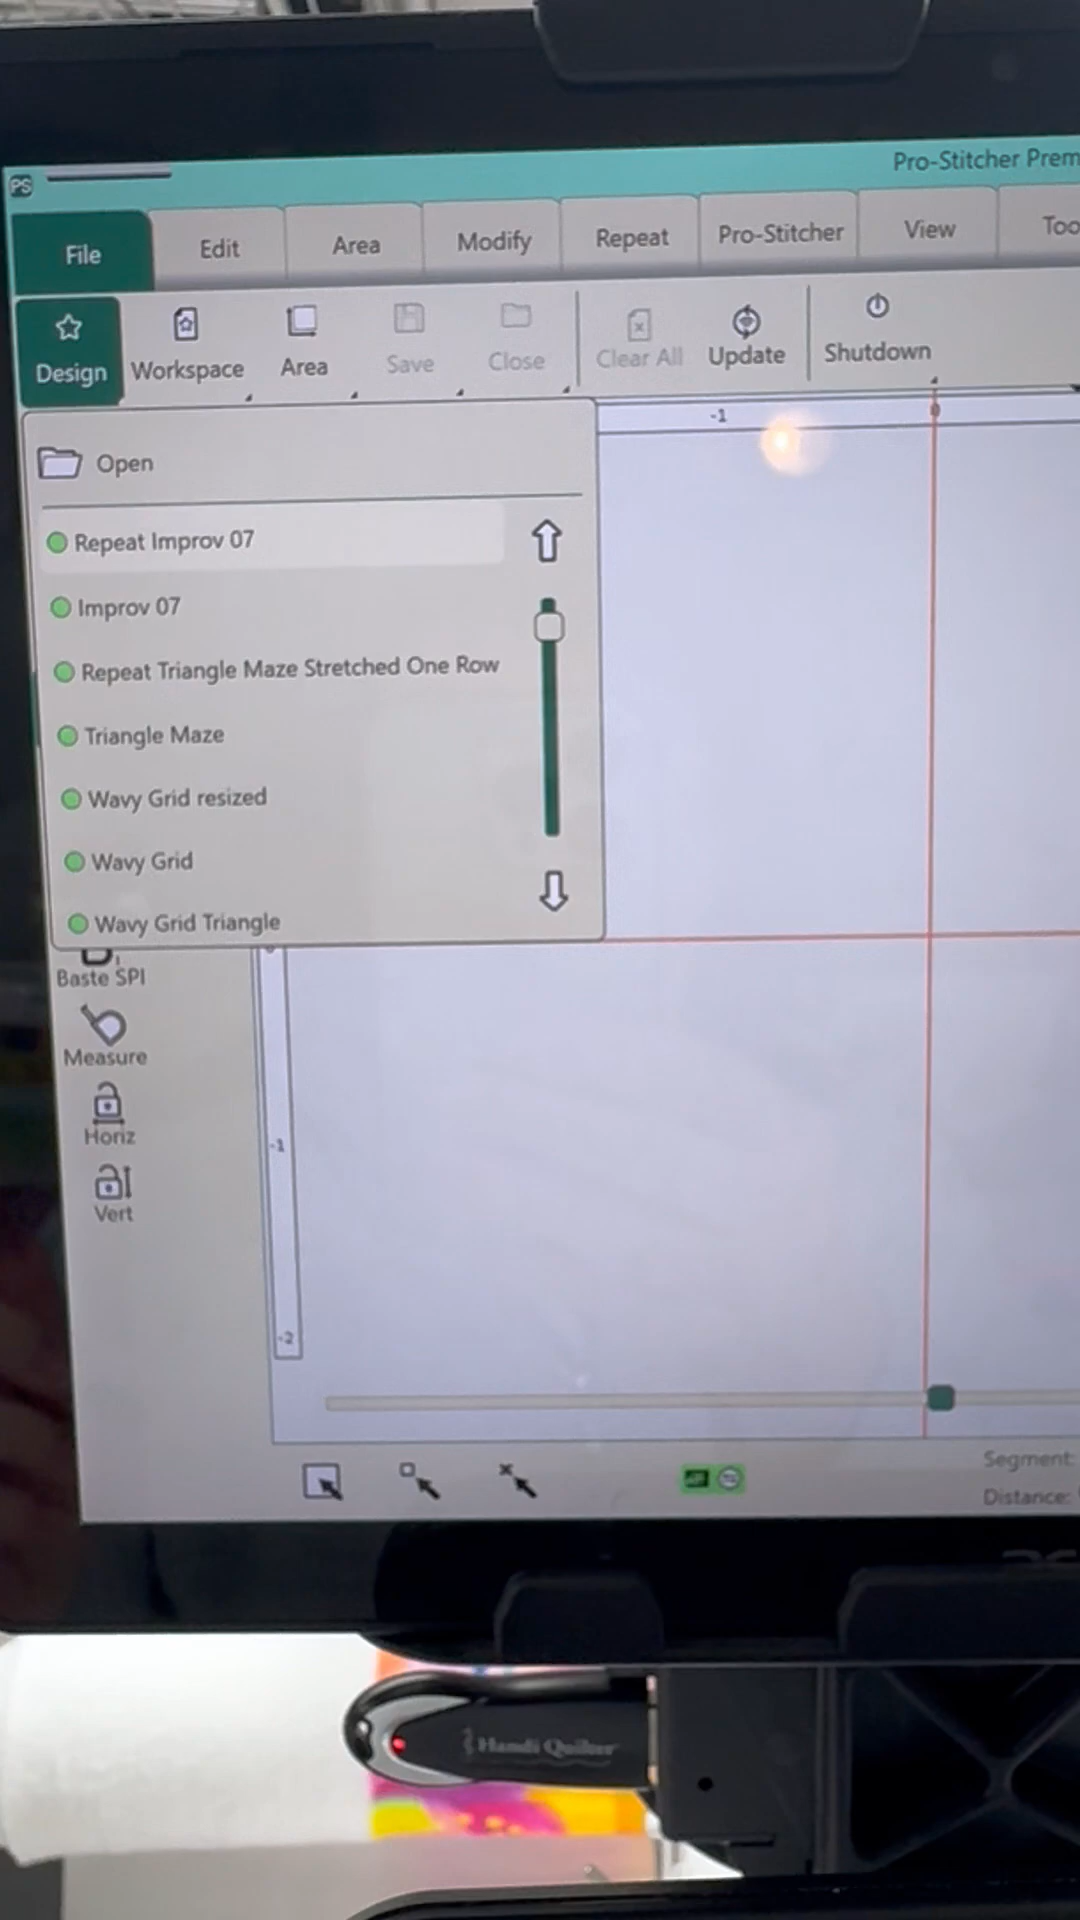 PS
Pro-Stitcher Prem
File Edit Area Modify Repeat Pro-Stitcher View Too
Design Workspace Area Save Close Clear All Update Shutdown
Open
-1 0
Repeat Improv 07
Improv 07
Repeat Triangle Maze Stretched One Row
Triangle Maze
Wavy Grid resized
Wavy Grid
Wavy Grid Triangle
Baste SPI
Measure
Horiz
-1
Vert
-2
Segment:
Distance:
Handi Quilter